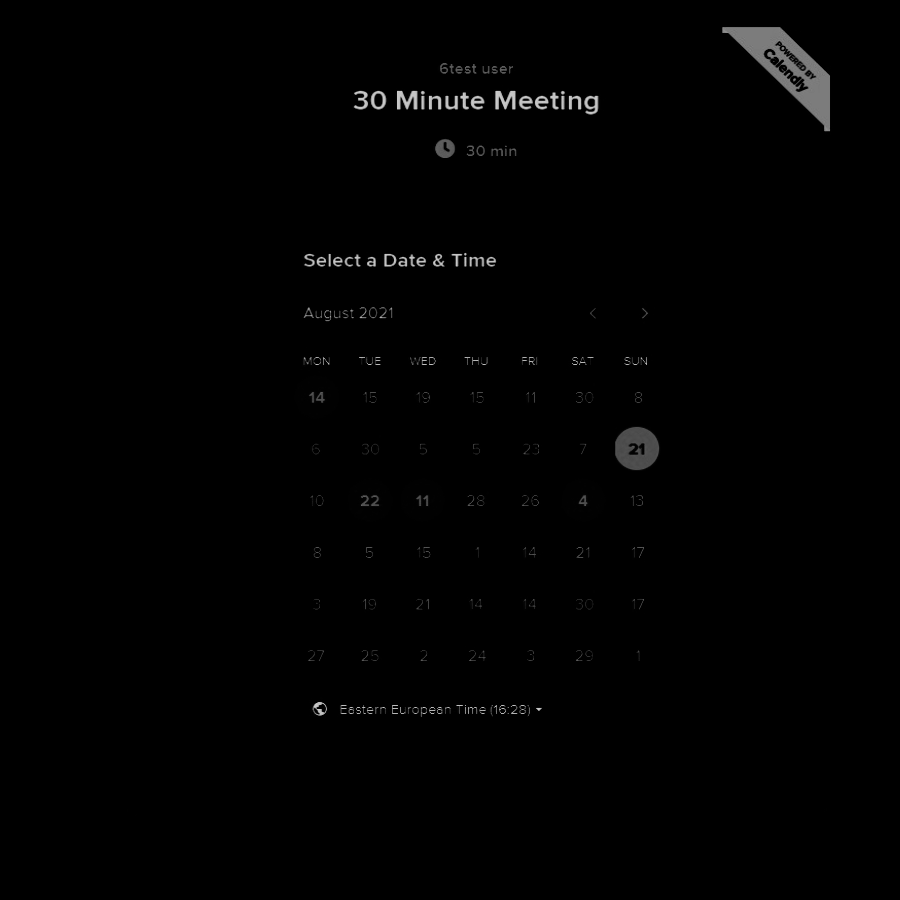 POWERED BY
Calendly
6test user
30 Minute Meeting
30 min
Select a Date & Time
August 2021
MON TUE WED THU FRI SAT SUN
14 15 19 15 11 30 8
6 30 5 5 23 7 21
10 22 11 28 26 4 13
8 5 15 1 14 21 17
3 19 21 14 14 30 17
27 25 2 24 3 29 1
Eastern European Time (16:28)